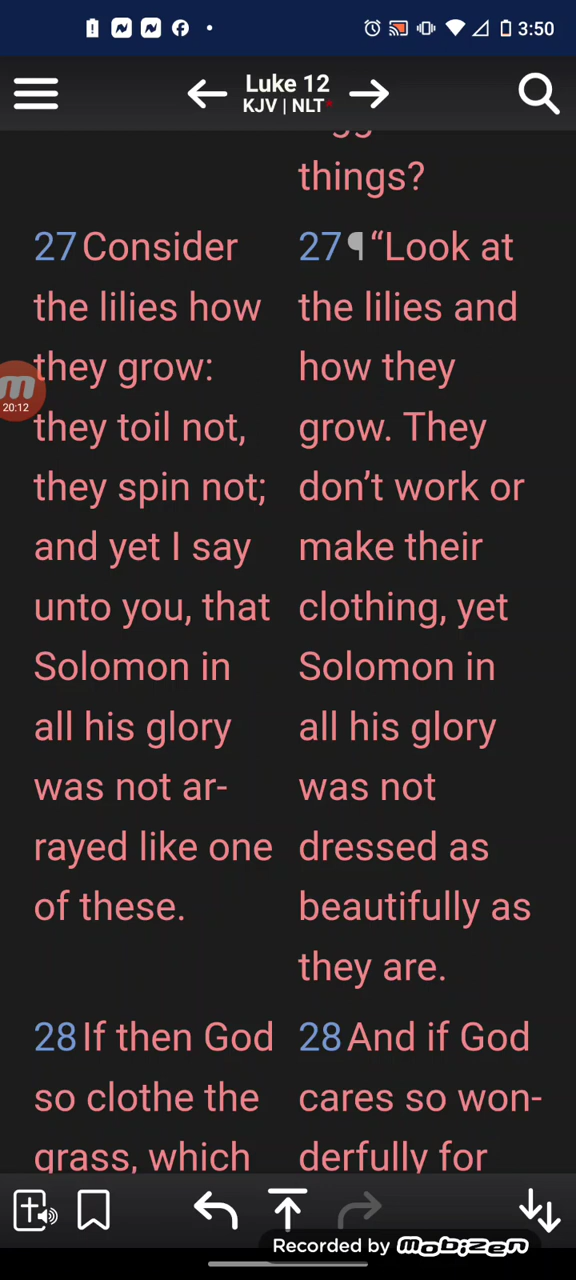 3:50
Luke 12
KJV | NLT*
things?
27 Consider
the lilies how
they grow:
they toil not,
they spin not;
and yet I say
unto you, that
Solomon in
all his glory
was not ar-
rayed like one
of these.
28 If then God
so clothe the
grass, which
27 ¶ “Look at
the lilies and
how they
grow. They
don’t work or
make their
clothing, yet
Solomon in
all his glory
was not
dressed as
beautifully as
they are.
28 And if God
cares so won-
derfully for
m
20:12
Recorded by mobizen